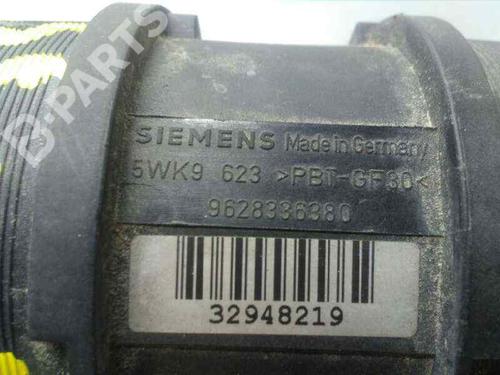 B-PARTS
SIEMENS Made in Germany
5WK9 623 >PBT-GF30<
9628336380
32948219